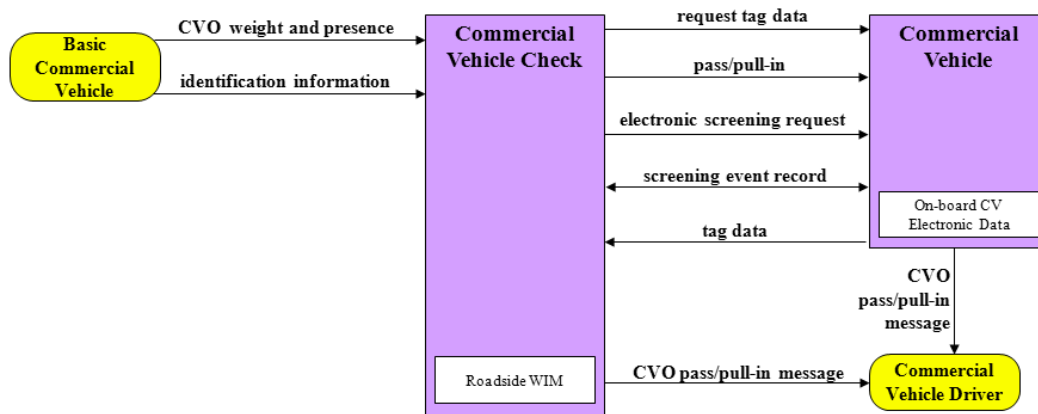 Basic
Commercial
Vehicle
CVO weight and presence
identification information
Commercial
Vehicle Check
Roadside WIM
request tag data
pass/pull-in
electronic screening request
screening event record
tag data
CVO pass/pull-in message
Commercial
Vehicle
On-board CV
Electronic Data
CVO
pass/pull-in
message
Commercial
Vehicle Driver